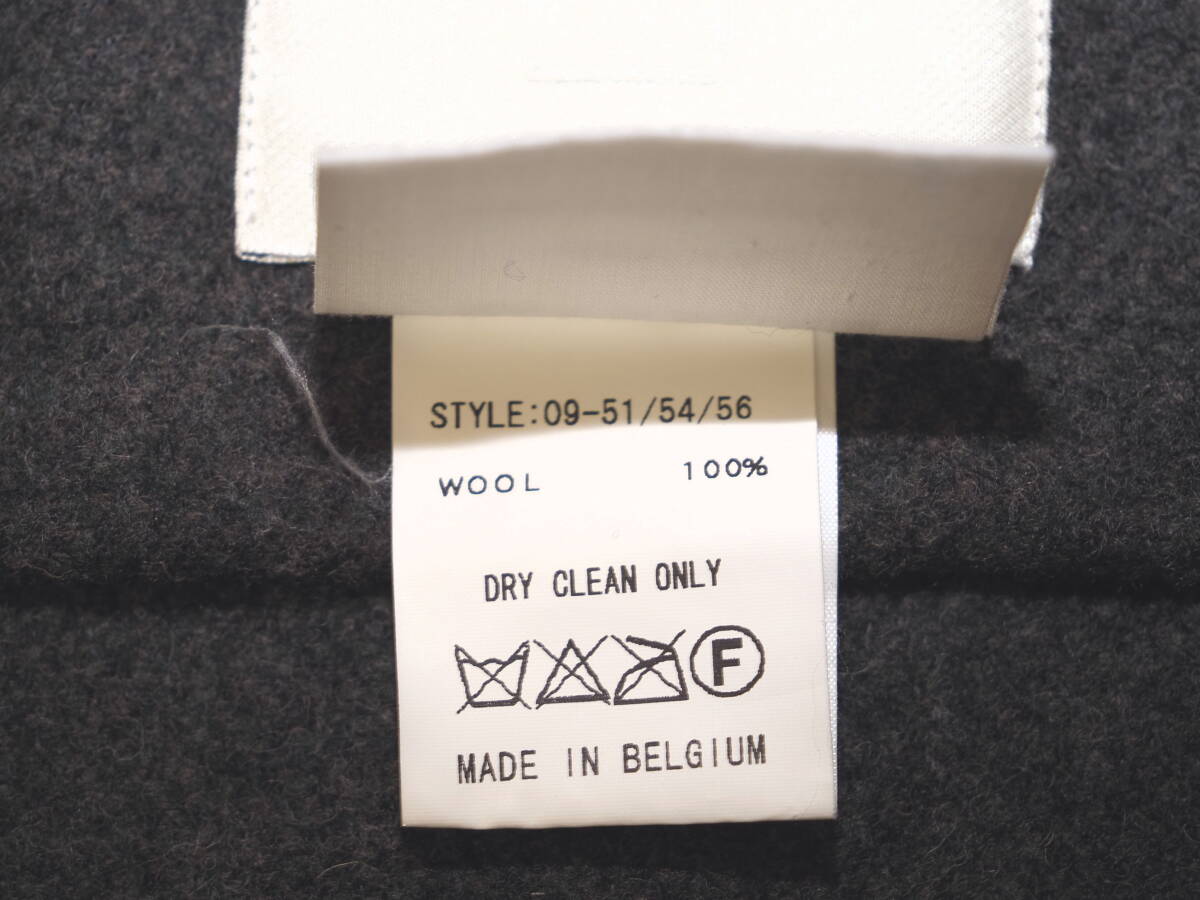 STYLE:09-51/54/56
WOOL 100%
DRY CLEAN ONLY
F
MADE IN BELGIUM